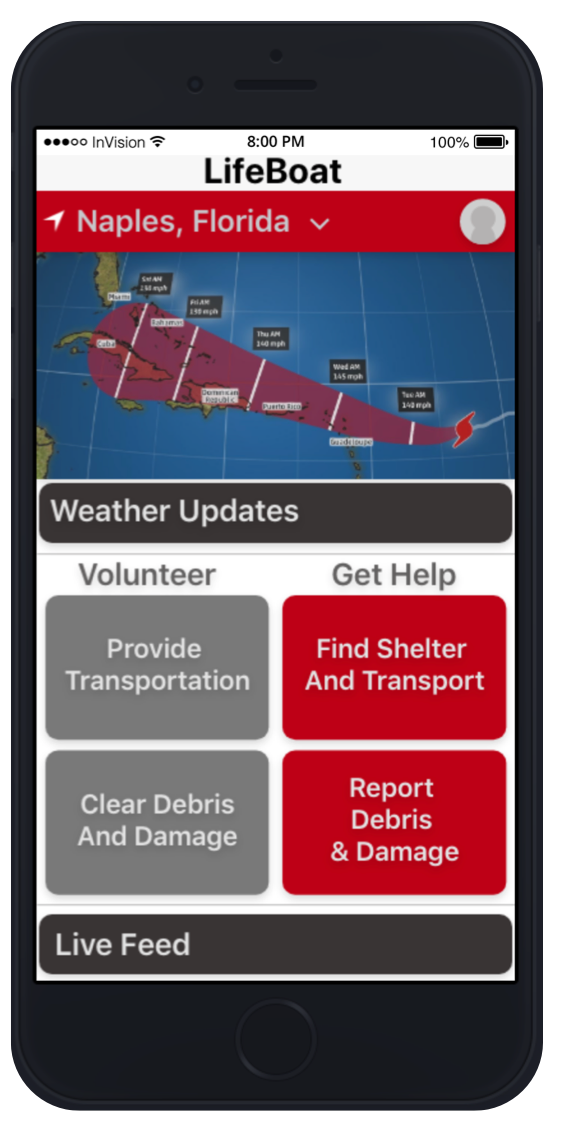 InVision
8:00 PM
100%
LifeBoat
Naples, Florida
Sat AM
150 mph
Miami
Fri AM
150 mph
Bahamas
Thu AM
140 mph
Cuba
Wed AM
145 mph
Dominican
Republic
Tue AM
140 mph
Puerto Rico
Guadeloupe
Weather Updates
Volunteer
Get Help
Provide
Transportation
Find Shelter
And Transport
Clear Debris
And Damage
Report
Debris
& Damage
Live Feed